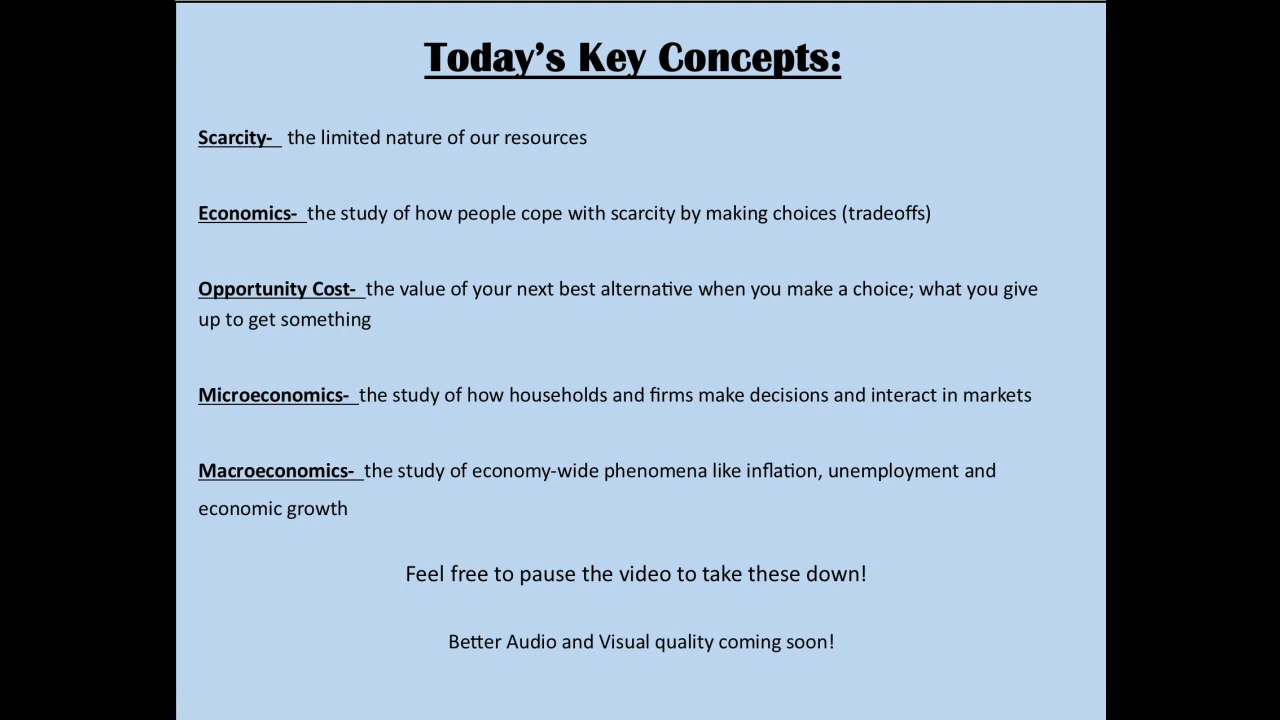 Today's Key Concepts:
Scarcity- the limited nature of our resources
Economics- the study of how people cope with scarcity by making choices (tradeoffs)
Opportunity Cost- the value of your next best alternative when you make a choice; what you give
up to get something
Microeconomics- the study of how households and firms make decisions and interact in markets
Macroeconomics- the study of economy-wide phenomena like inflation, unemployment and
economic growth
Feel free to pause the video to take these down!
Better Audio and Visual quality coming soon!